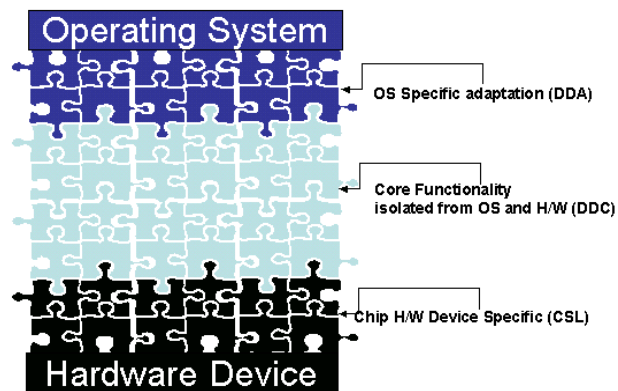 Operating System
OS Specific adaptation (DDA)
Core Functionality
isolated from OS and H/W (DDC)
Chip H/W Device Specific (CSL)
Hardware Device